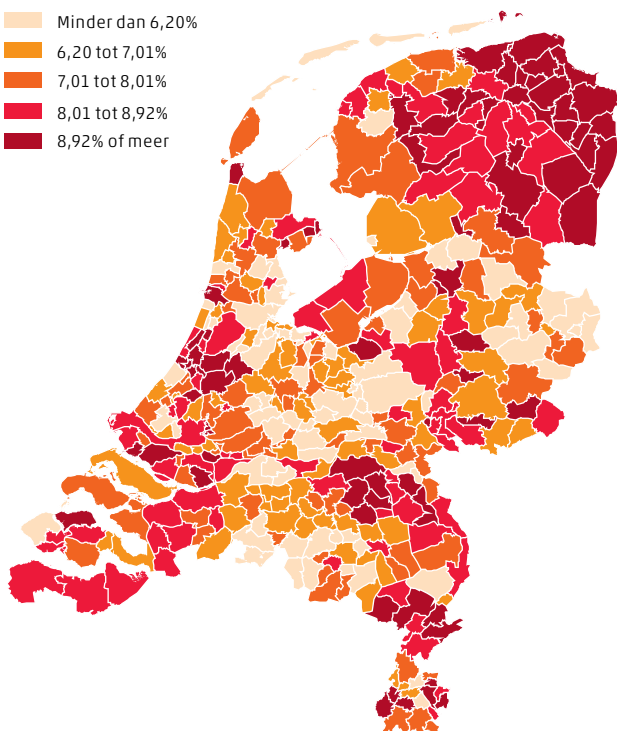 Minder dan 6,20%
6,20 tot 7,01%
7,01 tot 8,01%
8,01 tot 8,92%
8,92% of meer